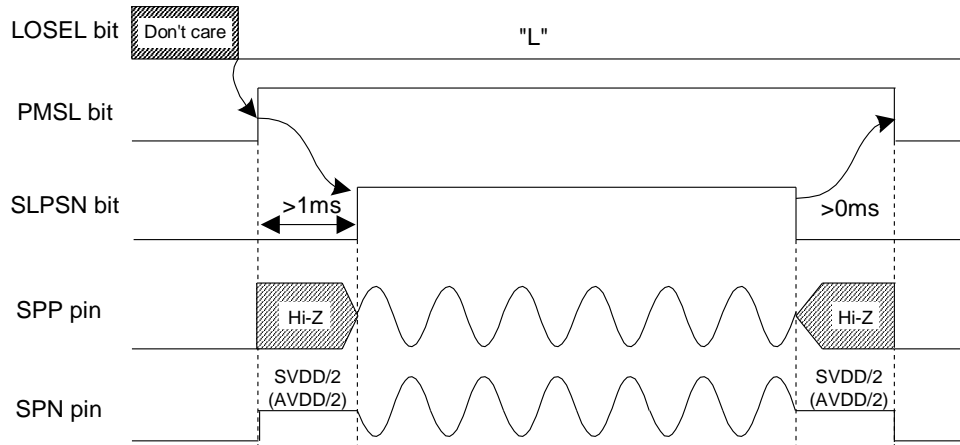 LOSEL bit
Don't care
"L"
PMSL bit
SLPSN bit
>1ms
>0ms
SPP pin
Hi-Z
Hi-Z
SPN pin
SVDD/2
(AVDD/2)
SVDD/2
(AVDD/2)